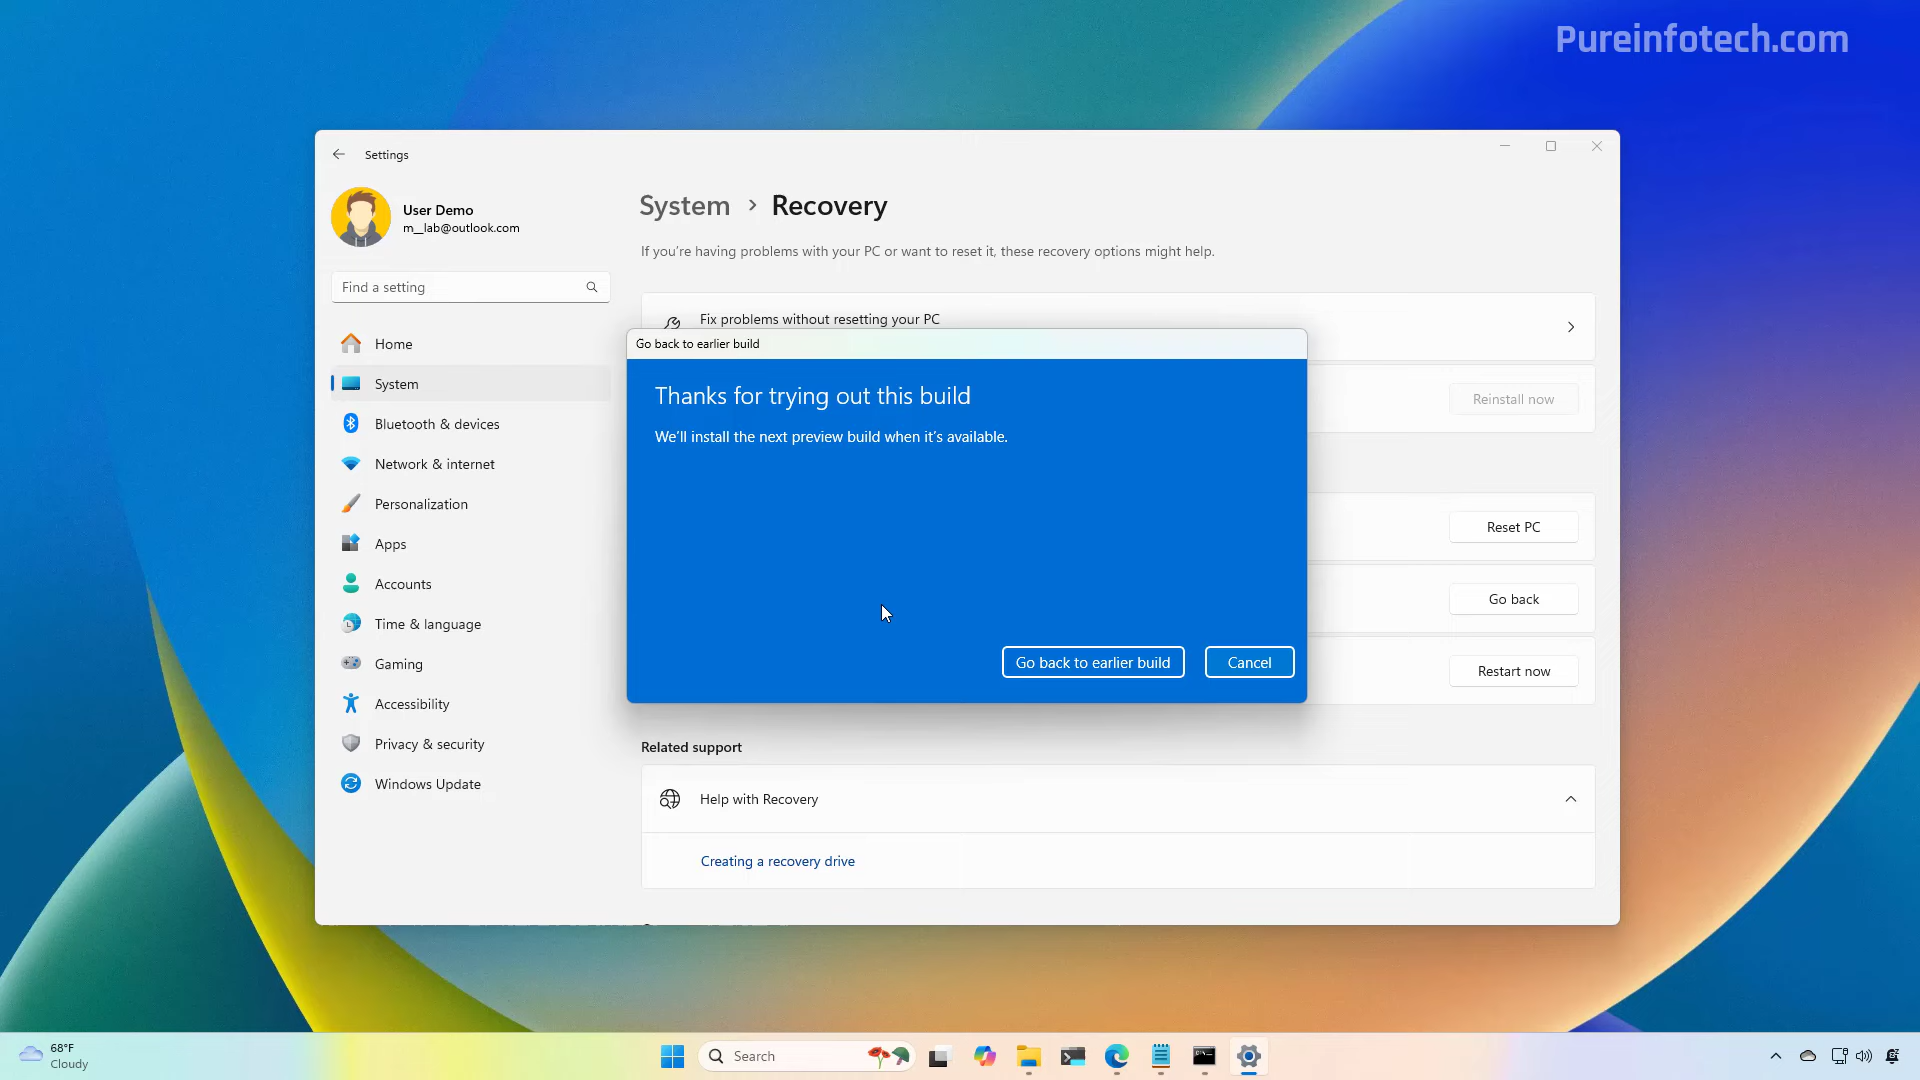 Pureinfotech.com
Settings
User Demo
m_lab@outlook.com
Find a setting
Home
System
Bluetooth & devices
Network & internet
Personalization
Apps
Accounts
Time & language
Gaming
Accessibility
Privacy & security
Windows Update
System > Recovery
If you're having problems with your PC or want to reset it, these recovery options might help.
Fix problems without resetting your PC
Go back to earlier build
Thanks for trying out this build
We'll install the next preview build when it's available.
Go back to earlier build
Cancel
Reinstall now
Reset PC
Go back
Restart now
Related support
Help with Recovery
Creating a recovery drive
68°F
Cloudy
Search